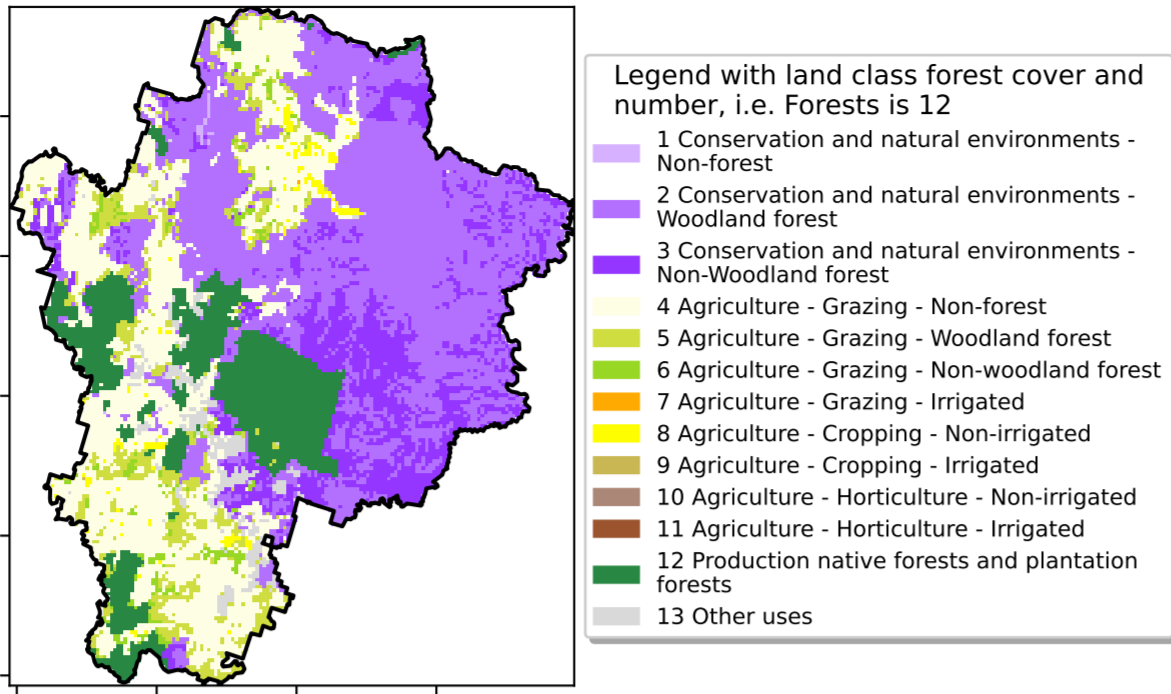 Legend with land class forest cover and
number, i.e. Forests is 12
1 Conservation and natural environments -
Non-forest
2 Conservation and natural environments -
Woodland forest
3 Conservation and natural environments -
Non-Woodland forest
4 Agriculture - Grazing - Non-forest
5 Agriculture - Grazing - Woodland forest
6 Agriculture - Grazing - Non-woodland forest
7 Agriculture - Grazing - Irrigated
8 Agriculture - Cropping - Non-irrigated
9 Agriculture - Cropping - Irrigated
10 Agriculture - Horticulture - Non-irrigated
11 Agriculture - Horticulture - Irrigated
12 Production native forests and plantation
forests
13 Other uses